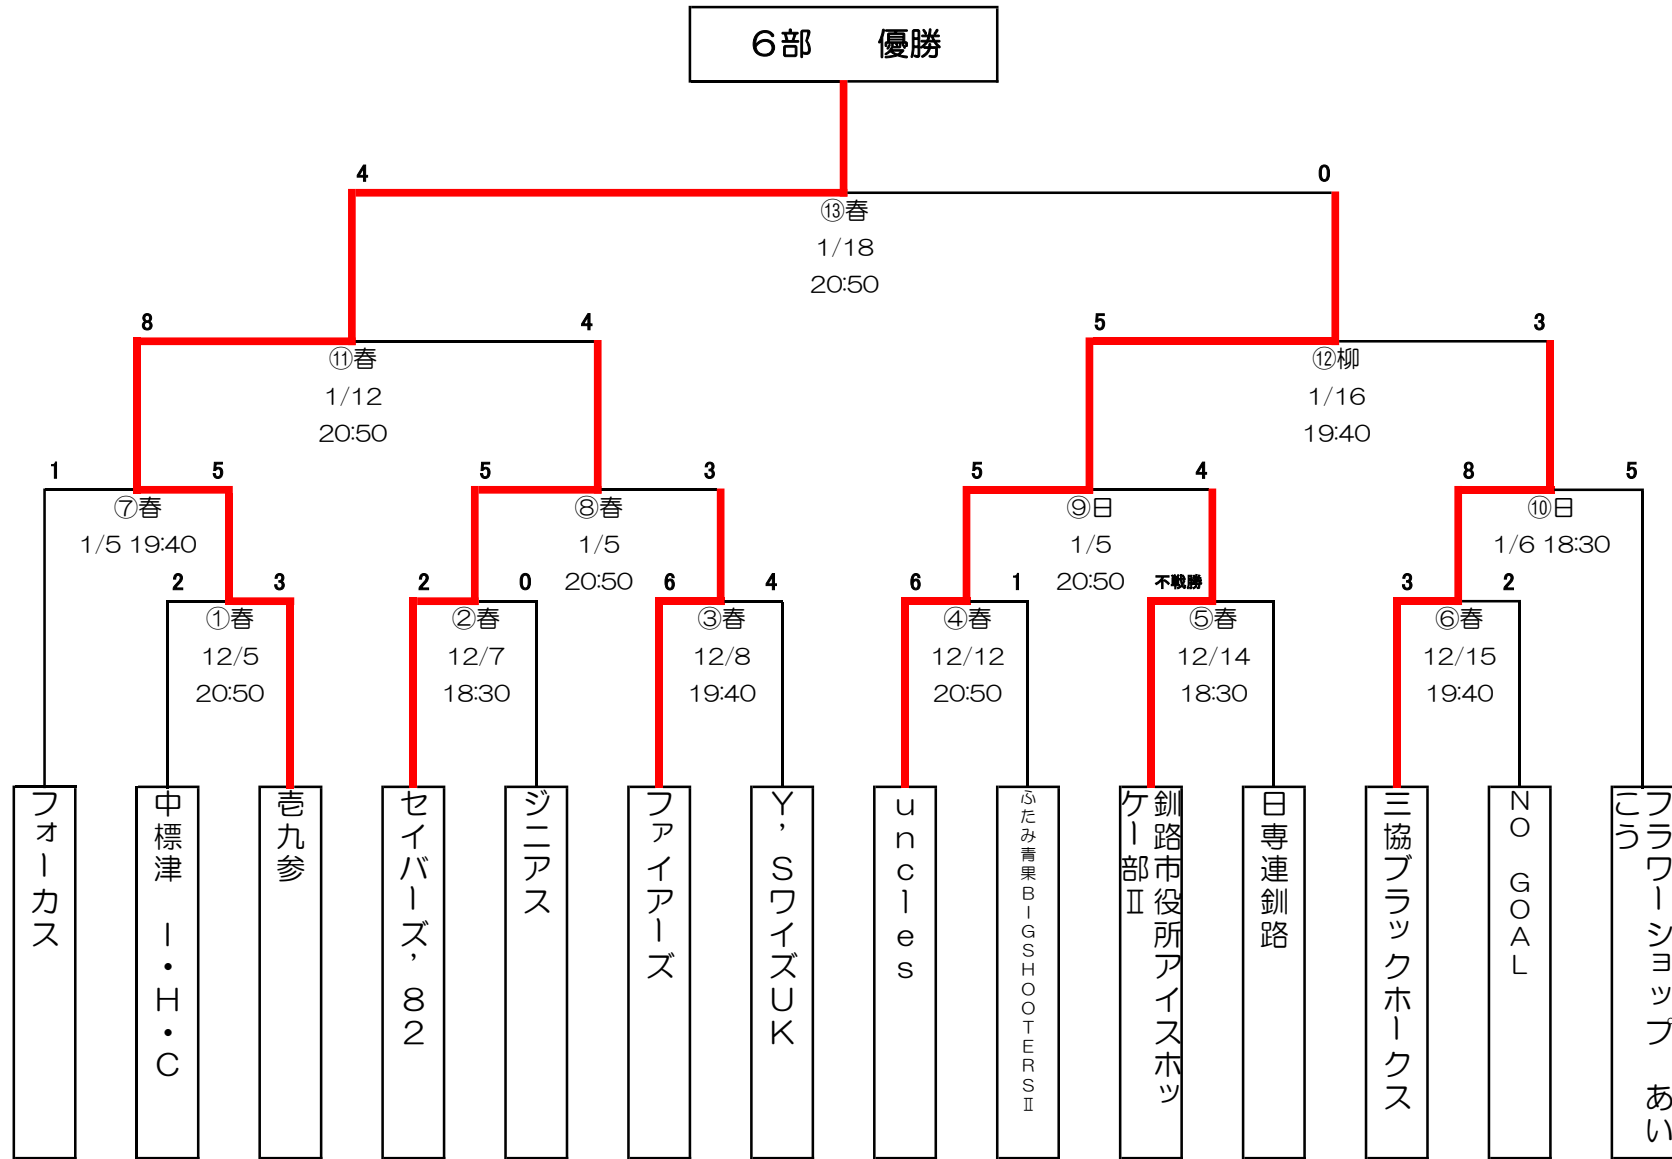 ６部　優勝
4
0
⑬春
1/18
20:50
8
4
5
3
⑪春
1/12
20:50
⑫柳
1/16
19:40
1
5
5
3
5
4
8
5
⑦春
1/5 19:40
⑧春
1/5
20:50
⑨日
1/5
20:50
⑩日
1/6 18:30
2
3
2
0
6
4
6
1
不戦勝
3
2
①春
12/5
20:50
②春
12/7
18:30
③春
12/8
19:40
④春
12/12
20:50
⑤春
12/14
18:30
⑥春
12/15
19:40
フォーカス
中標津　Ｉ・Ｈ・Ｃ
壱九参
セイバーズ’８２
ジニアス
ファイアーズ
Ｙ’ＳワイズＵＫ
ｕｎｃｌｅｓ
ふたみ青果ＢＩＧＳＨＯＯＴＥＲＳⅡ
釧路市役所アイスホッ
ケー部Ⅱ
日専連釧路
三協ブラックホークス
ＮＯ　ＧＯＡＬ
フラワーショップ　あい
こう